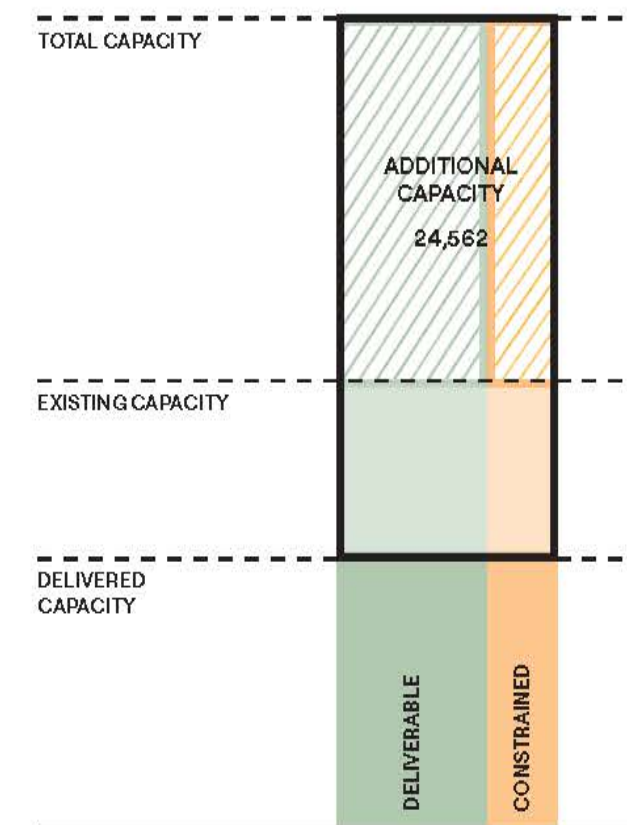 TOTAL CAPACITY
ADDITIONAL
CAPACITY
24,562
EXISTING CAPACITY
DELIVERED
CAPACITY
DELIVERABLE
CONSTRAINED